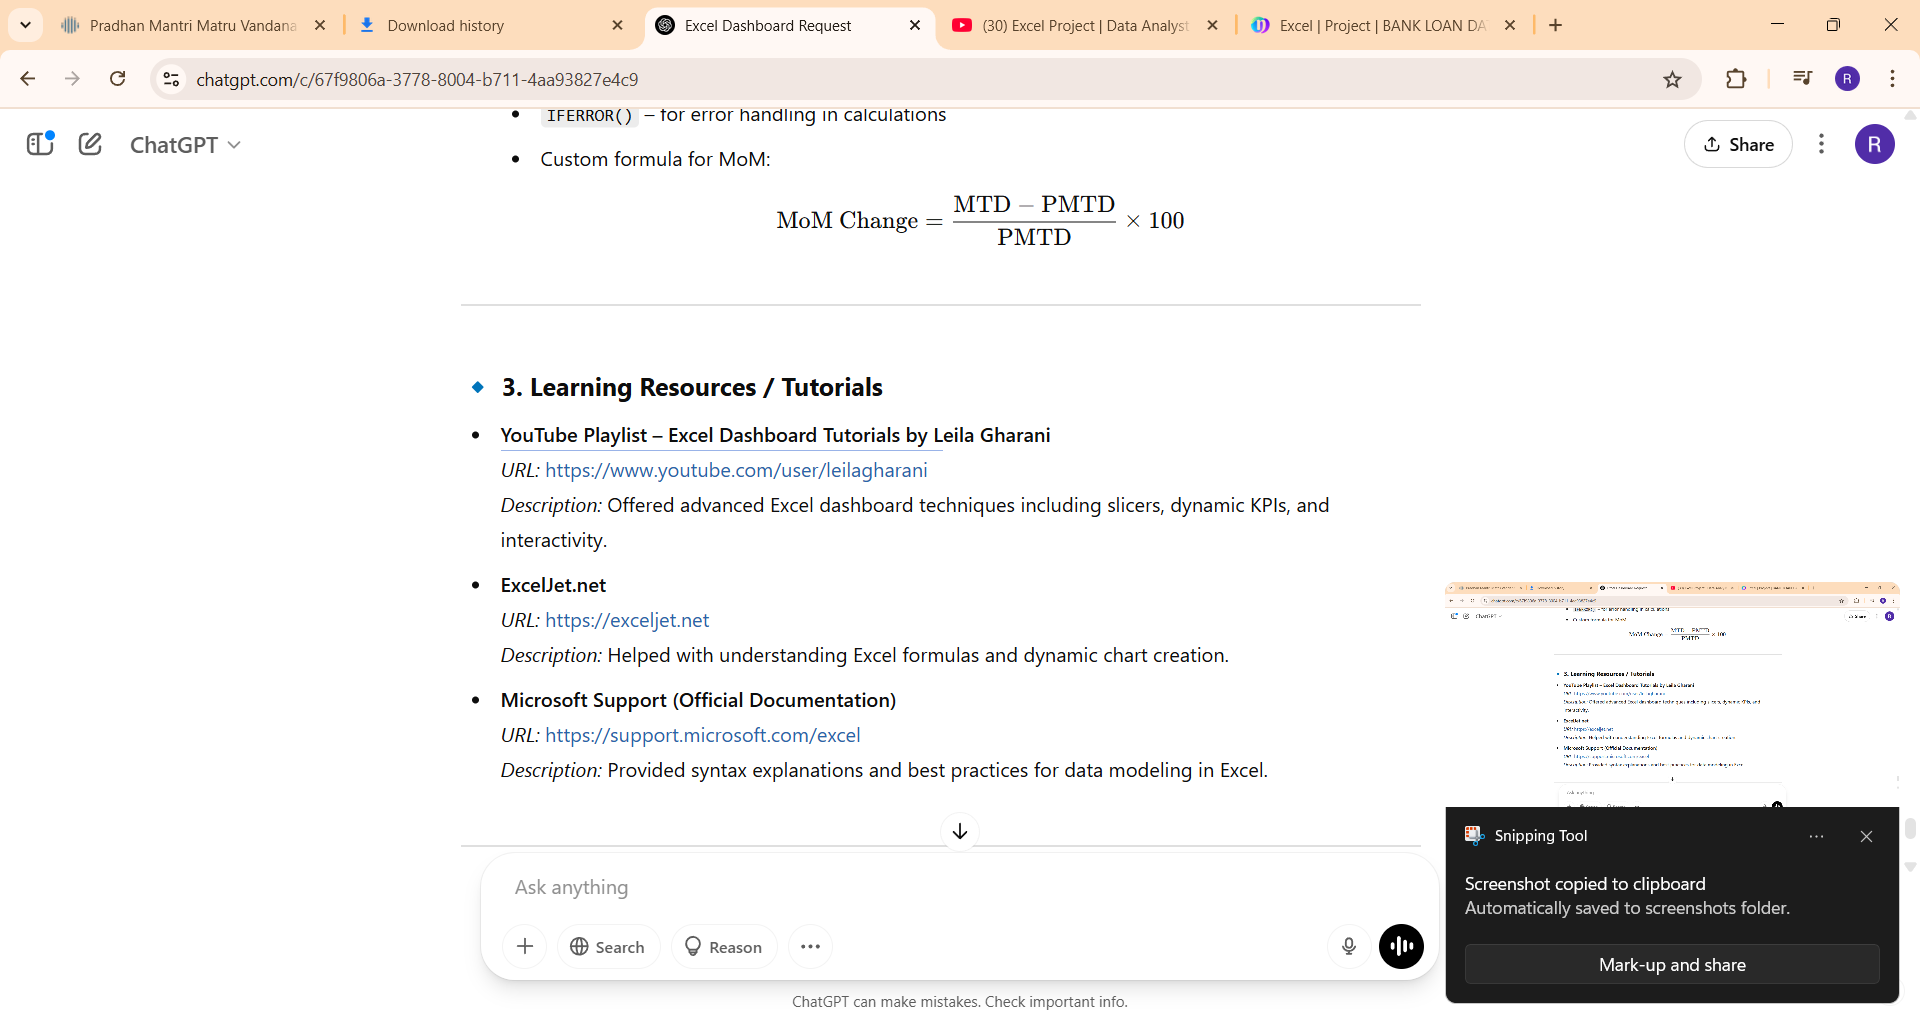 Pradhan Mantri Matru Vandana
Download history
Excel Dashboard Request
(30) Excel Project | Data Analyst
Excel | Project | BANK LOAN DA
chatgpt.com/c/67f9806a-3778-8004-b711-4aa93827e4c9
R
ChatGPT
Share
R
IFERROR() – for error handling in calculations
Custom formula for MoM:
MoM Change = (MTD − PMTD) / PMTD × 100
3. Learning Resources / Tutorials
YouTube Playlist – Excel Dashboard Tutorials by Leila Gharani
URL: https://www.youtube.com/user/leilagharani
Description: Offered advanced Excel dashboard techniques including slicers, dynamic KPIs, and
interactivity.
ExcelJet.net
URL: https://exceljet.net
Description: Helped with understanding Excel formulas and dynamic chart creation.
Microsoft Support (Official Documentation)
URL: https://support.microsoft.com/excel
Description: Provided syntax explanations and best practices for data modeling in Excel.
Ask anything
Search
Reason
ChatGPT can make mistakes. Check important info.
Snipping Tool
Screenshot copied to clipboard
Automatically saved to screenshots folder.
Mark-up and share